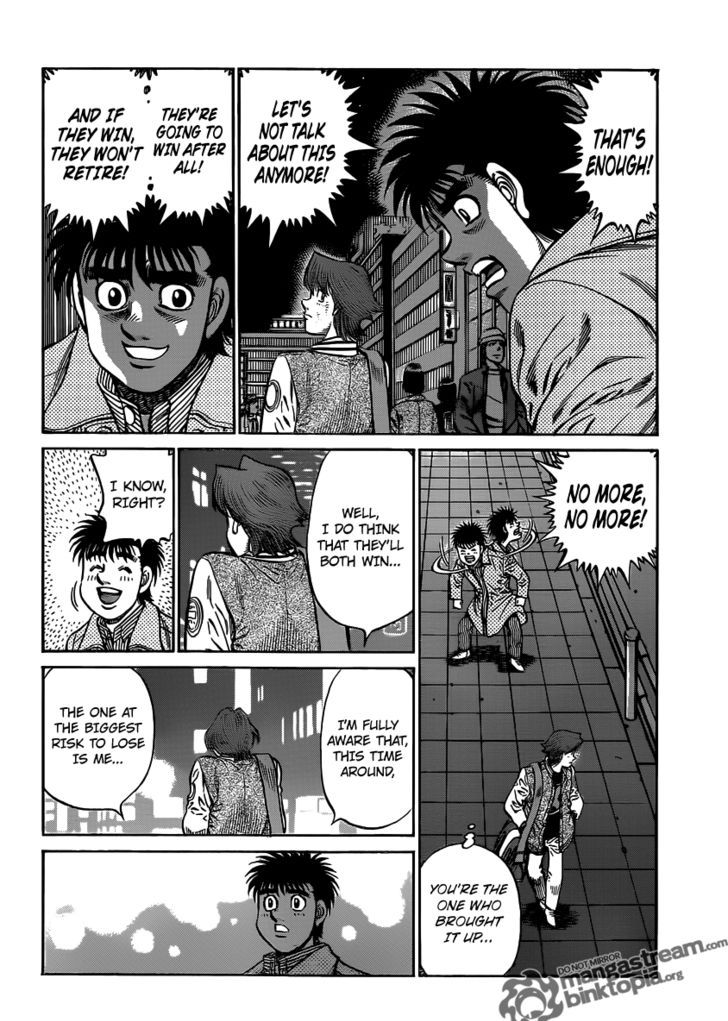 THAT'S
ENOUGH!
LET'S
NOT TALK
ABOUT THIS
ANYMORE!
THEY'RE
GOING TO
WIN AFTER
ALL!
AND IF
THEY WIN,
THEY WON'T
RETIRE!
NO MORE,
NO MORE!
YOU'RE THE
ONE WHO
BROUGHT
IT UP...
WELL,
I DO THINK
THAT THEY'LL
BOTH WIN...
I KNOW,
RIGHT?
I'M FULLY
AWARE THAT,
THIS TIME
AROUND,
THE ONE AT
THE BIGGEST
RISK TO LOSE
IS ME...
DO NOT MIRROR
mangastream.com
binktopia.org